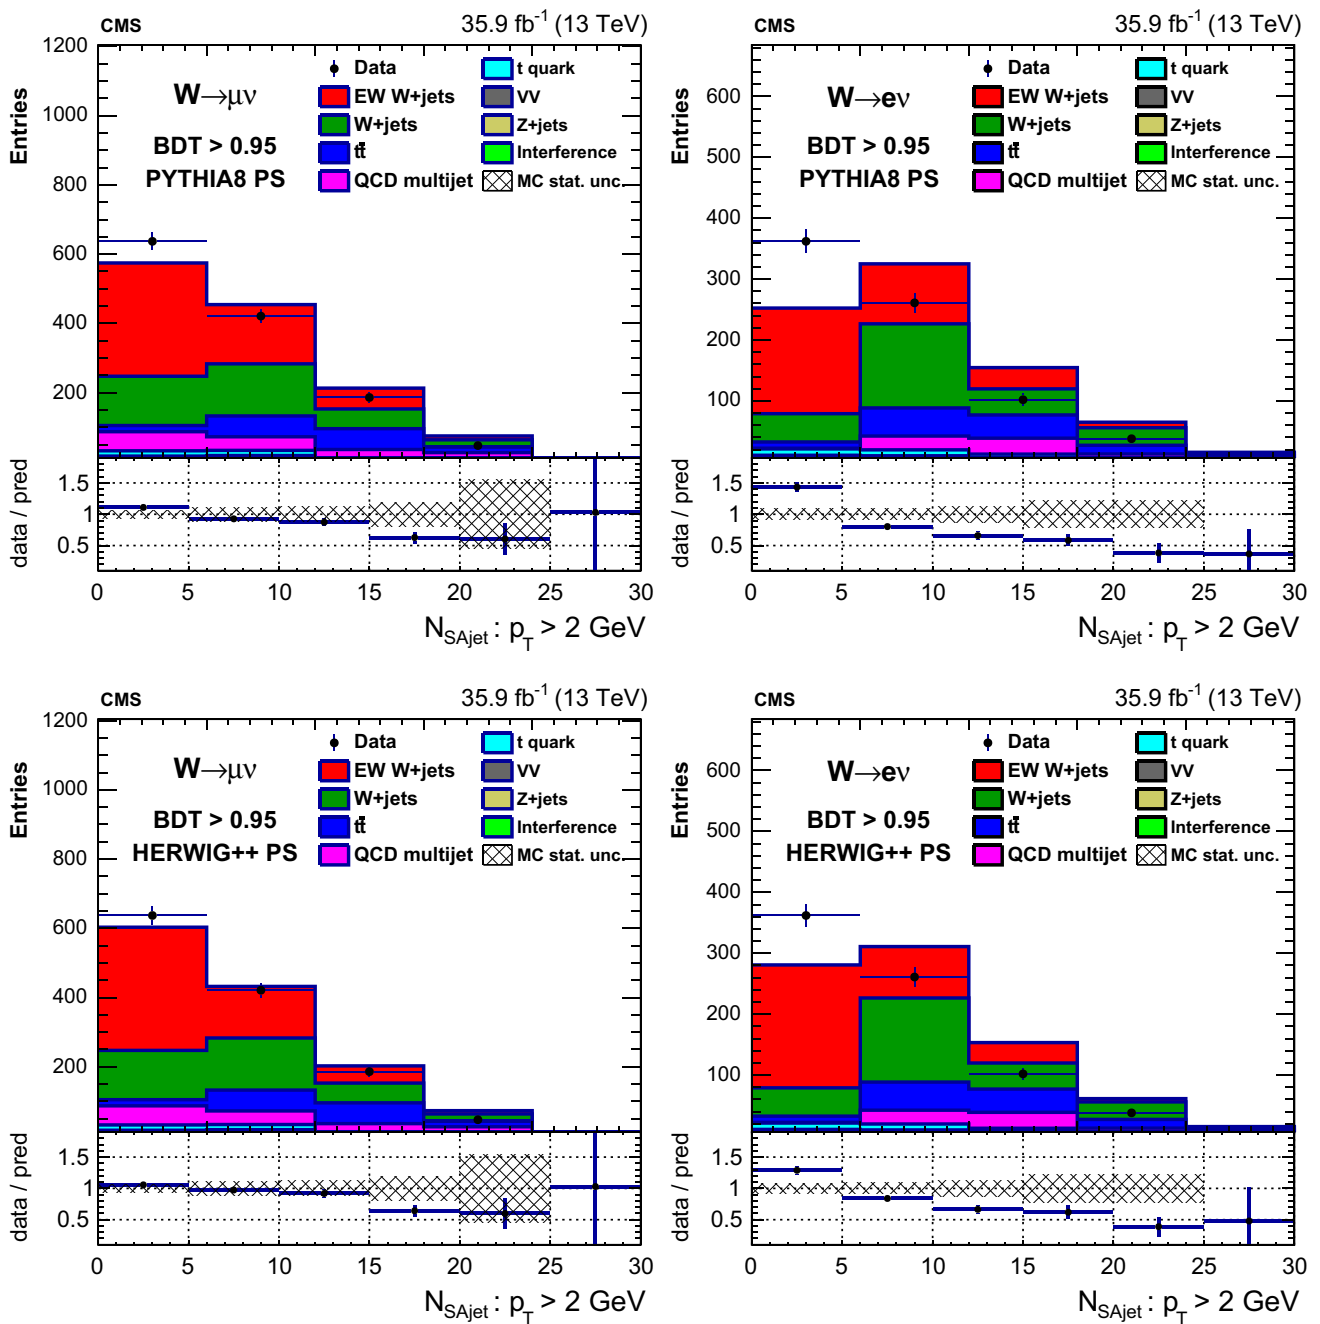 CMS 35.9 fb⁻¹ (13 TeV)
Entries
1200
1000
800
600
400
200
W→μν
BDT > 0.95
PYTHIA8 PS
Data
EW W+jets
W+jets
tt̄
QCD multijet
t quark
VV
Z+jets
Interference
MC stat. unc.
data / pred
1.5
1
0.5
0 5 10 15 20 25 30
N_SAjet : p_T > 2 GeV
CMS 35.9 fb⁻¹ (13 TeV)
Entries
600
500
400
300
200
100
W→eν
BDT > 0.95
PYTHIA8 PS
Data
EW W+jets
W+jets
tt̄
QCD multijet
t quark
VV
Z+jets
Interference
MC stat. unc.
data / pred
1.5
1
0.5
0 5 10 15 20 25 30
N_SAjet : p_T > 2 GeV
CMS 35.9 fb⁻¹ (13 TeV)
Entries
1200
1000
800
600
400
200
W→μν
BDT > 0.95
HERWIG++ PS
Data
EW W+jets
W+jets
tt̄
QCD multijet
t quark
VV
Z+jets
Interference
MC stat. unc.
data / pred
1.5
1
0.5
0 5 10 15 20 25 30
N_SAjet : p_T > 2 GeV
CMS 35.9 fb⁻¹ (13 TeV)
Entries
600
500
400
300
200
100
W→eν
BDT > 0.95
HERWIG++ PS
Data
EW W+jets
W+jets
tt̄
QCD multijet
t quark
VV
Z+jets
Interference
MC stat. unc.
data / pred
1.5
1
0.5
0 5 10 15 20 25 30
N_SAjet : p_T > 2 GeV